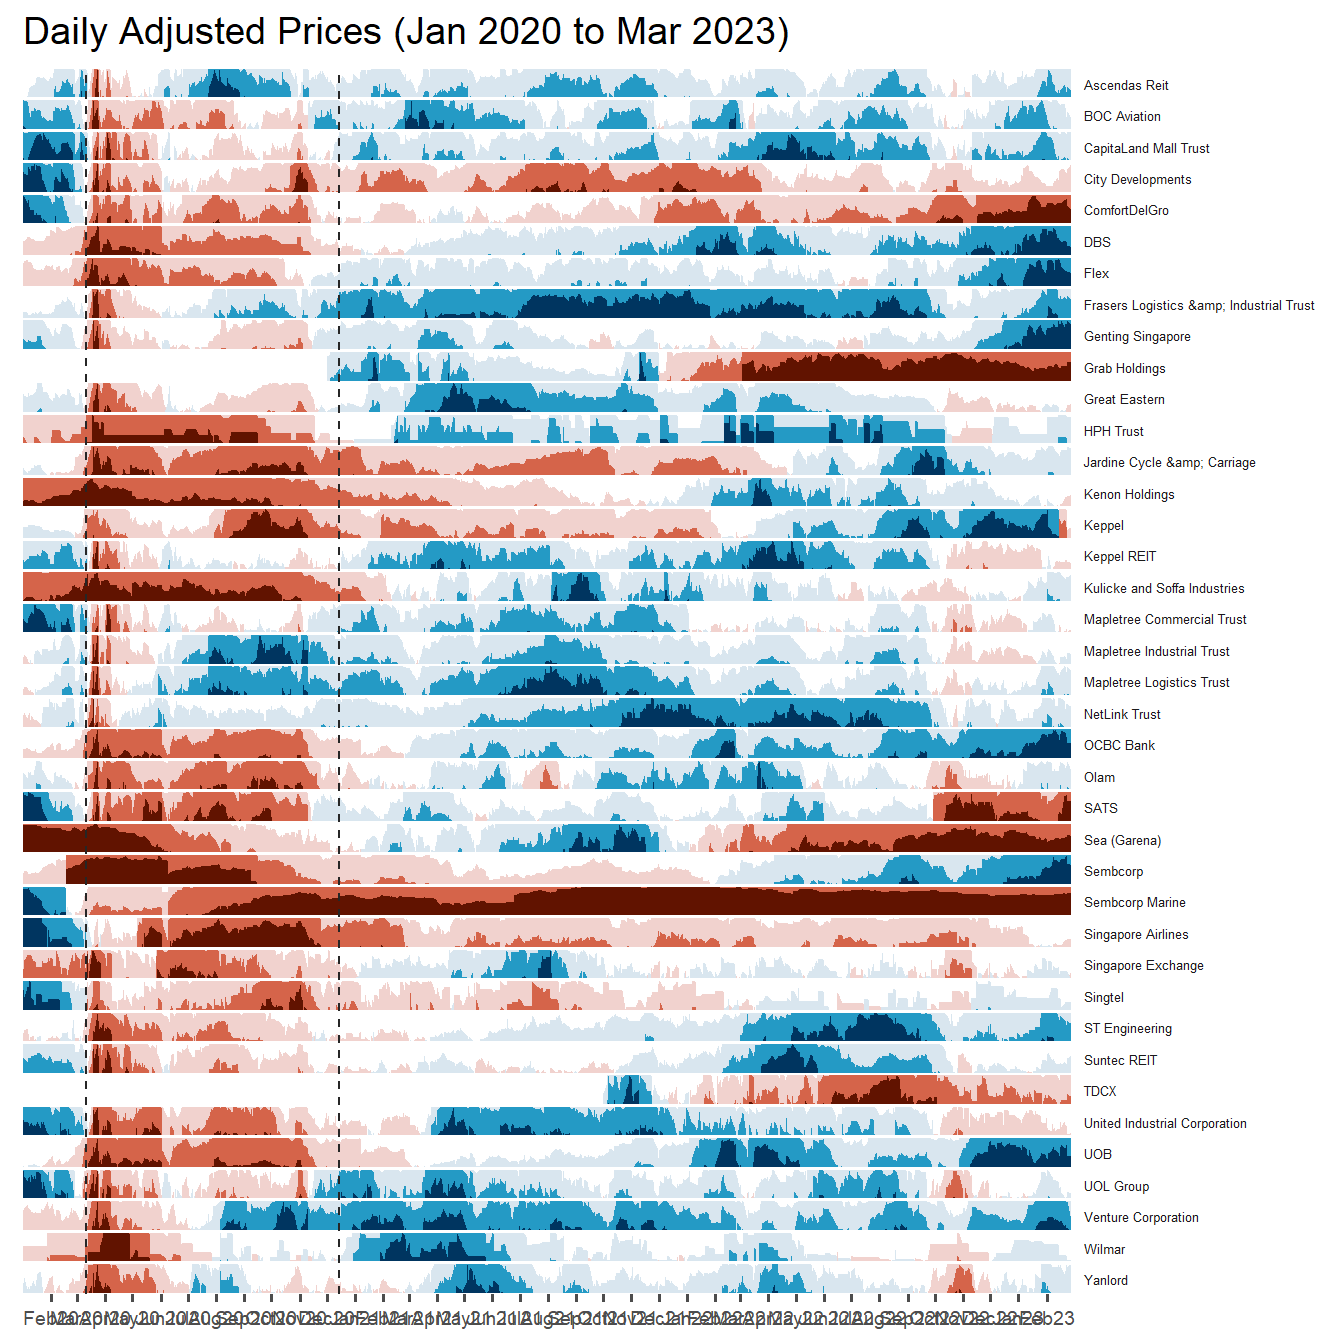 Daily Adjusted Prices (Jan 2020 to Mar 2023)
Ascendas Reit
BOC Aviation
CapitaLand Mall Trust
City Developments
ComfortDelGro
DBS
Flex
Frasers Logistics &amp; Industrial Trust
Genting Singapore
Grab Holdings
Great Eastern
HPH Trust
Jardine Cycle &amp; Carriage
Kenon Holdings
Keppel
Keppel REIT
Kulicke and Soffa Industries
Mapletree Commercial Trust
Mapletree Industrial Trust
Mapletree Logistics Trust
NetLink Trust
OCBC Bank
Olam
SATS
Sea (Garena)
Sembcorp
Sembcorp Marine
Singapore Airlines
Singapore Exchange
Singtel
ST Engineering
Suntec REIT
TDCX
United Industrial Corporation
UOB
UOL Group
Venture Corporation
Wilmar
Yanlord